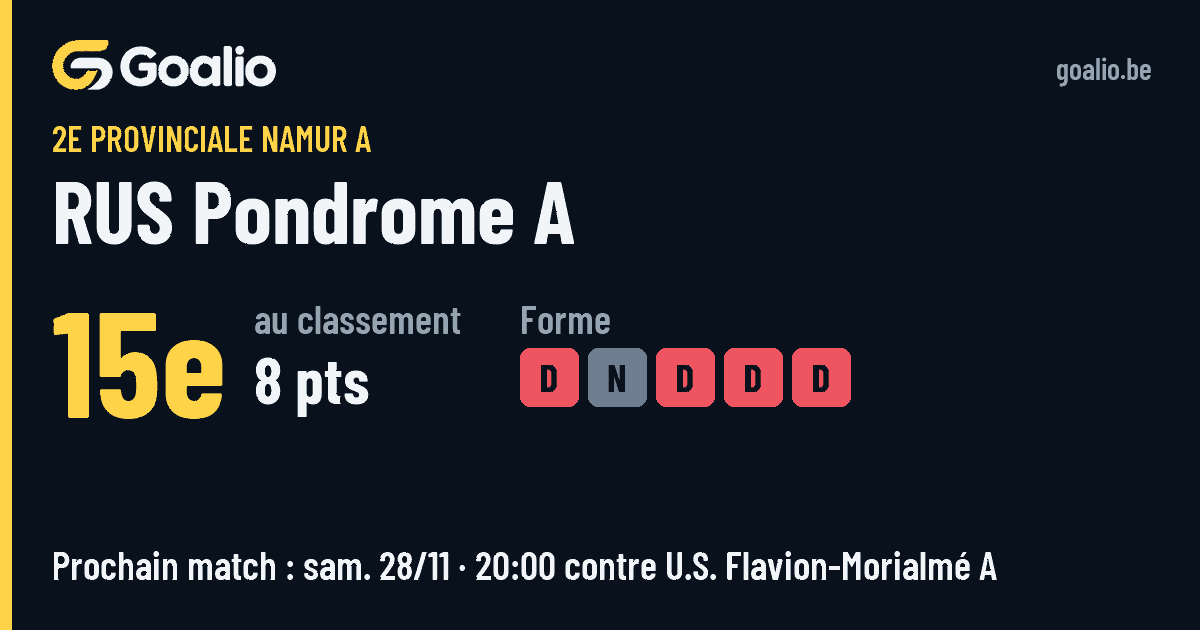 Goalio
goalio.be
2E PROVINCIALE NAMUR A
RUS Pondrome A
15e
au classement
8 pts
Forme
D N D D D
Prochain match : sam. 28/11 · 20:00 contre U.S. Flavion-Morialmé A